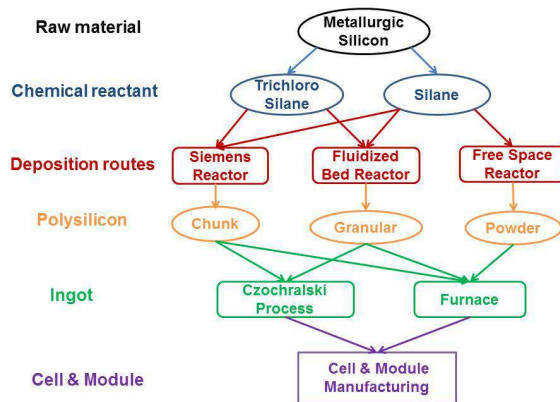 Raw material
Metallurgic
Silicon
Chemical reactant
Trichloro
Silane
Silane
Deposition routes
Siemens
Reactor
Fluidized
Bed Reactor
Free Space
Reactor
Polysilicon
Chunk
Granular
Powder
Ingot
Czochralski
Process
Furnace
Cell & Module
Cell & Module
Manufacturing